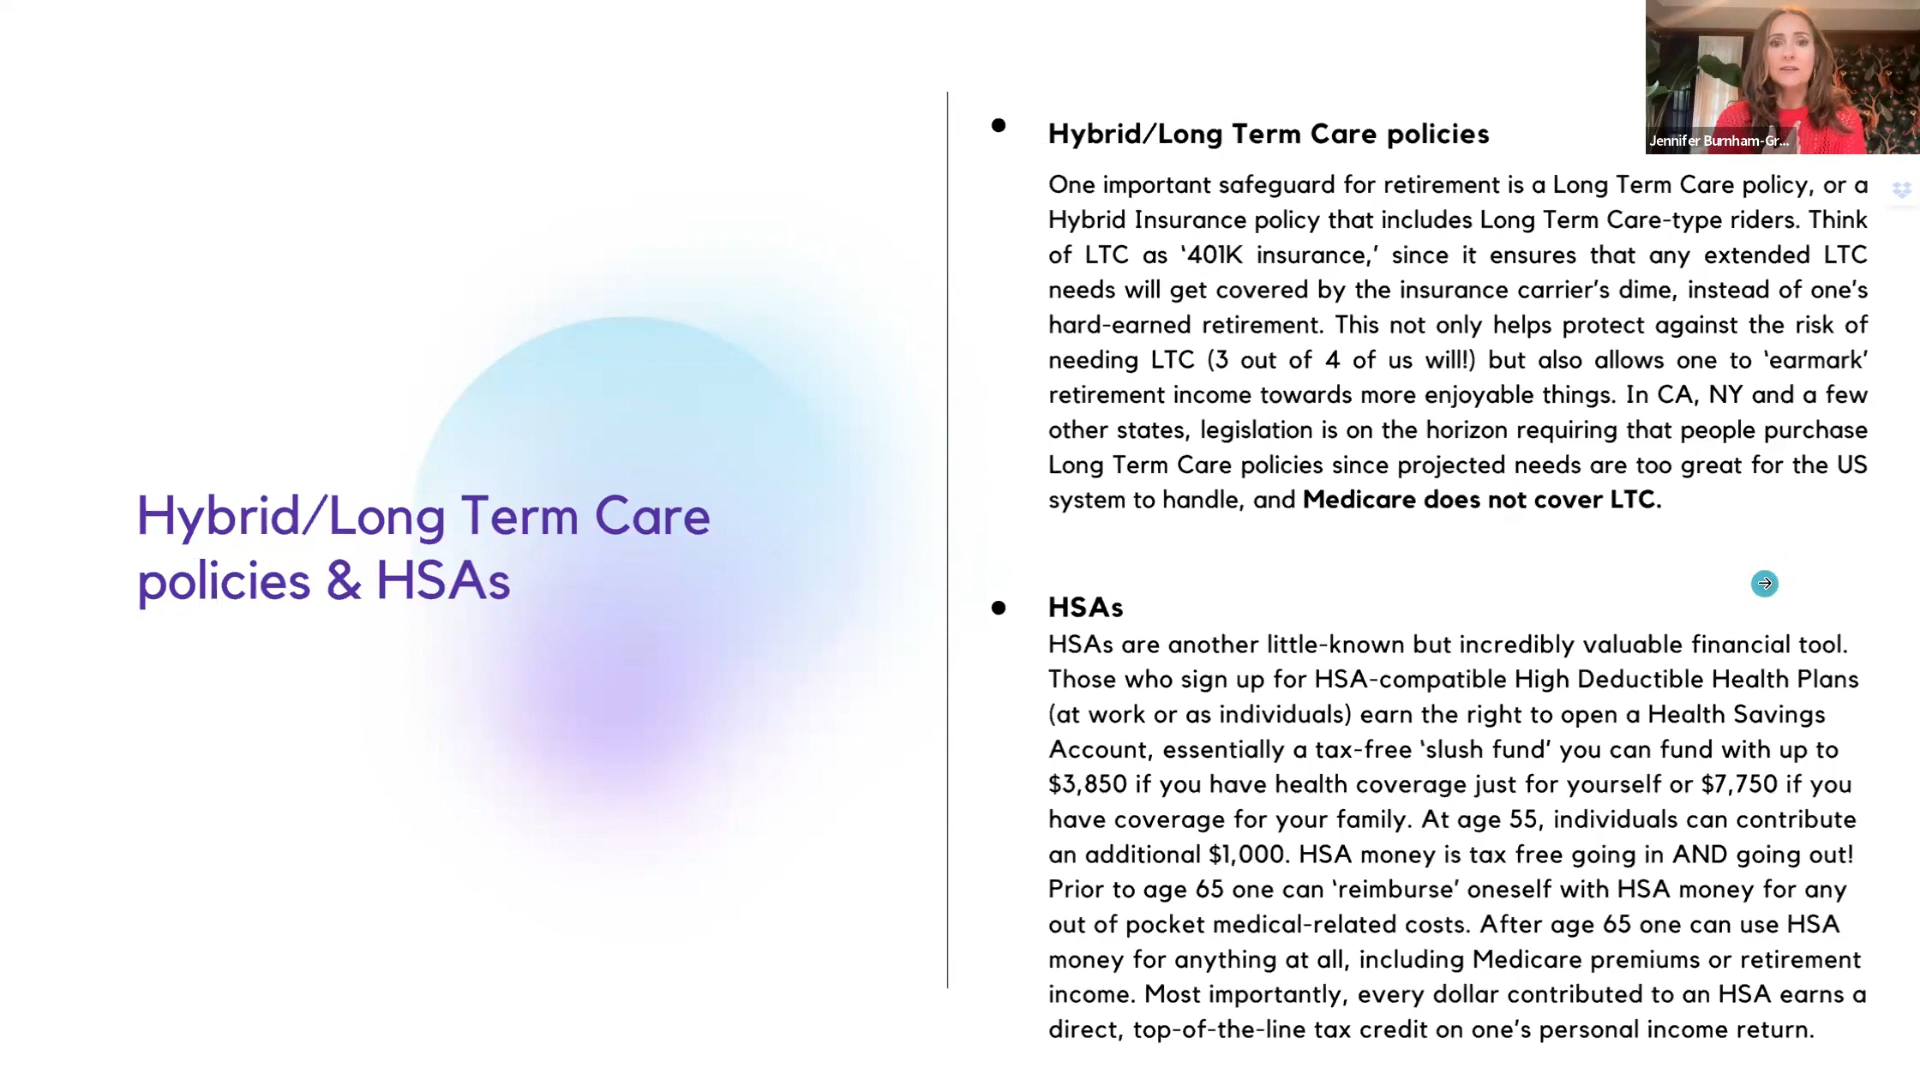 Jennifer Burnham-Gr...
Hybrid/Long Term Care
policies & HSAs
Hybrid/Long Term Care policies
One important safeguard for retirement is a Long Term Care policy, or a
Hybrid Insurance policy that includes Long Term Care-type riders. Think
of LTC as ‘401K insurance,’ since it ensures that any extended LTC
needs will get covered by the insurance carrier’s dime, instead of one’s
hard-earned retirement. This not only helps protect against the risk of
needing LTC (3 out of 4 of us will!) but also allows one to ‘earmark’
retirement income towards more enjoyable things. In CA, NY and a few
other states, legislation is on the horizon requiring that people purchase
Long Term Care policies since projected needs are too great for the US
system to handle, and Medicare does not cover LTC.
HSAs
HSAs are another little-known but incredibly valuable financial tool.
Those who sign up for HSA-compatible High Deductible Health Plans
(at work or as individuals) earn the right to open a Health Savings
Account, essentially a tax-free ‘slush fund’ you can fund with up to
$3,850 if you have health coverage just for yourself or $7,750 if you
have coverage for your family. At age 55, individuals can contribute
an additional $1,000. HSA money is tax free going in AND going out!
Prior to age 65 one can ‘reimburse’ oneself with HSA money for any
out of pocket medical-related costs. After age 65 one can use HSA
money for anything at all, including Medicare premiums or retirement
income. Most importantly, every dollar contributed to an HSA earns a
direct, top-of-the-line tax credit on one’s personal income return.